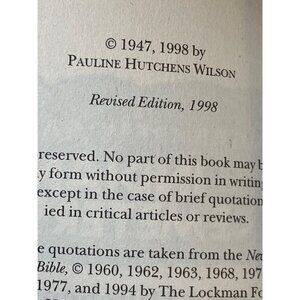 © 1947, 1998 by
PAULINE HUTCHENS WILSON
Revised Edition, 1998
reserved. No part of this book may b
y form without permission in writing
except in the case of brief quotation
ied in critical articles or reviews.
e quotations are taken from the New
Bible, © 1960, 1962, 1963, 1968, 197
1977, and 1994 by The Lockman Fo